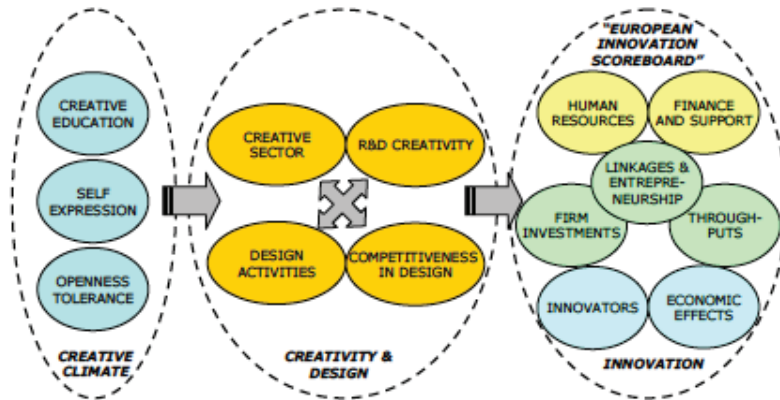 CREATIVE
EDUCATION
SELF
EXPRESSION
OPENNESS
TOLERANCE
CREATIVE
CLIMATE
CREATIVE
SECTOR
R&D CREATIVITY
DESIGN
ACTIVITIES
COMPETITIVENESS
IN DESIGN
CREATIVITY &
DESIGN
"EUROPEAN
INNOVATION
SCOREBOARD"
HUMAN
RESOURCES
FINANCE
AND SUPPORT
LINKAGES &
ENTREPRE-
NEURSHIP
FIRM
INVESTMENTS
THROUGH-
PUTS
INNOVATORS
ECONOMIC
EFFECTS
INNOVATION